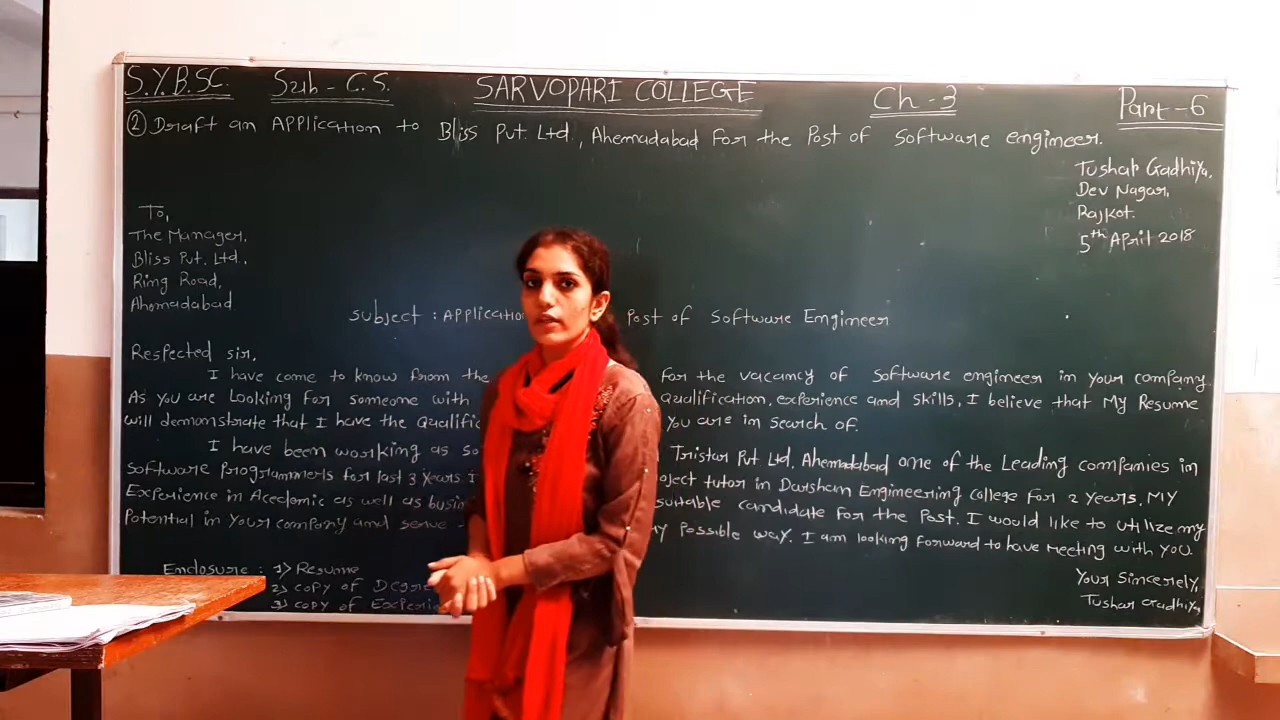 S.Y.B.SC. Sub - C.S. SARVOPARI COLLEGE Ch-3 Part-6
② Draft an Application to Bliss Pvt. Ltd., Ahemadabad For the Post of Software engineer.
Tushar Gadhiya,
Dev Nagar,
Rajkot.
5th April 2018
To,
The Manager,
Bliss Pvt. Ltd.,
Ring Road,
Ahemadabad
Subject : Application Post of Software Engineer
Respected sir,
I have come to know from the For the vacancy of Software engineer in your company
As you are Looking for someone with Qualification, experience and skills, I believe that My Resume
will demonstrate that I have the you are in search of.
I have been working as Tristar Pvt. Ltd. Ahemadabad one of the Leading companies in
Software Programmers for last 3 years tutor in Darshan Engineering College for 2 years. My
Experience in Acedemic as well as suitable candidate for the Post. I would like to utilize my
Potential in your company and serve Possible way. I am looking forward to have meeting with you.
Enclosure : 1) Resume
2) copy of
3) copy of
Your Sincerely,
Tushar Gadhiya